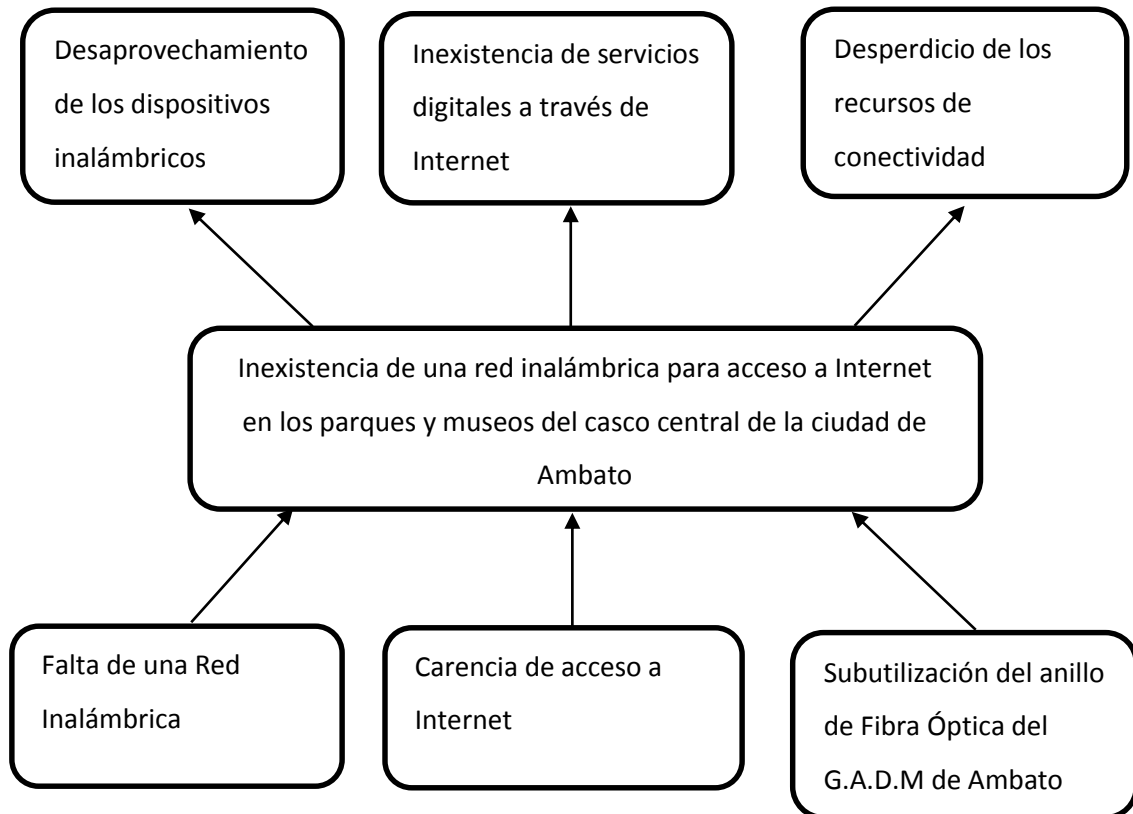 Desaprovechamiento
de los dispositivos
inalámbricos
Inexistencia de servicios
digitales a través de
Internet
Desperdicio de los
recursos de
conectividad
Inexistencia de una red inalámbrica para acceso a Internet
en los parques y museos del casco central de la ciudad de
Ambato
Falta de una Red
Inalámbrica
Carencia de acceso a
Internet
Subutilización del anillo
de Fibra Óptica del
G.A.D.M de Ambato